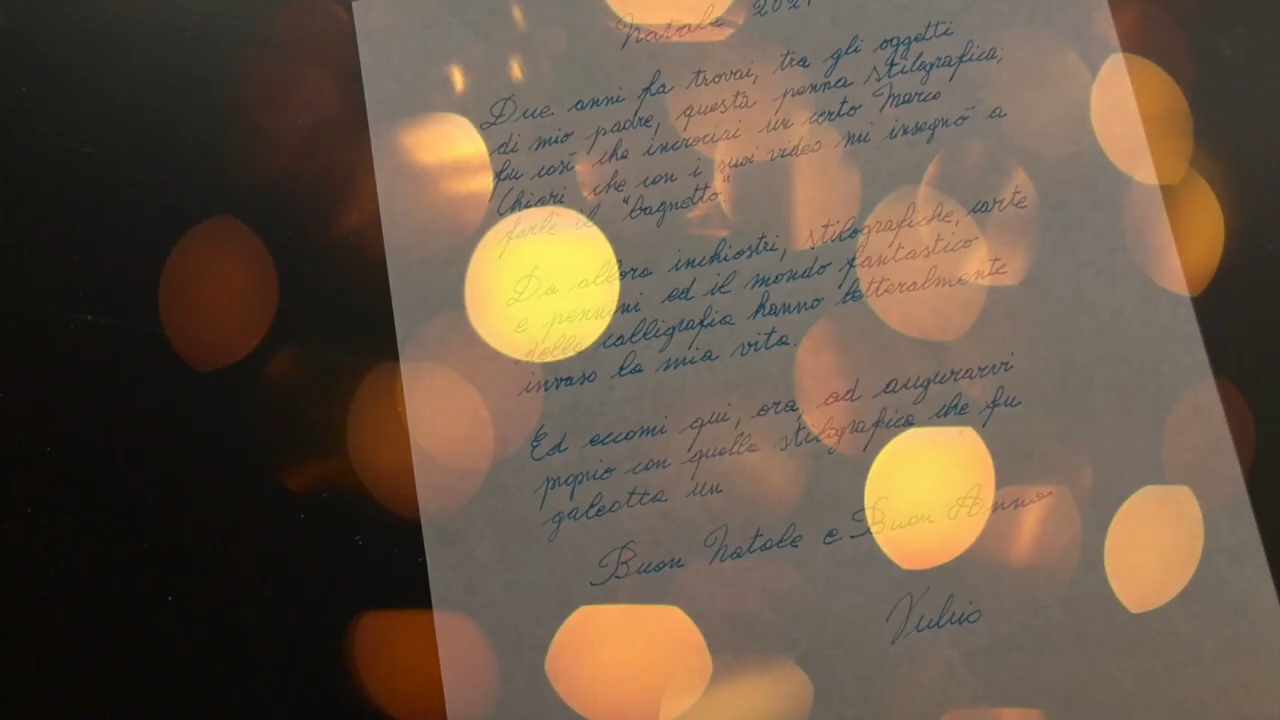 Natale 2021
Due anni fa trovai, tra gli oggetti
di mio padre, questa penna stilografica;
fu così che incrociai un certo Marco
Chiari che con i suoi video mi insegnò a
farle il "bagnetto"
Da allora inchiostri, stilografiche, carte
e pennini ed il mondo fantastico
della calligrafia hanno letteralmente
invaso la mia vita.
Ed eccomi qui, ora, ad augurarvi
proprio con quella stilografica che fu
galeotta un
Buon Natale e Buon Anno